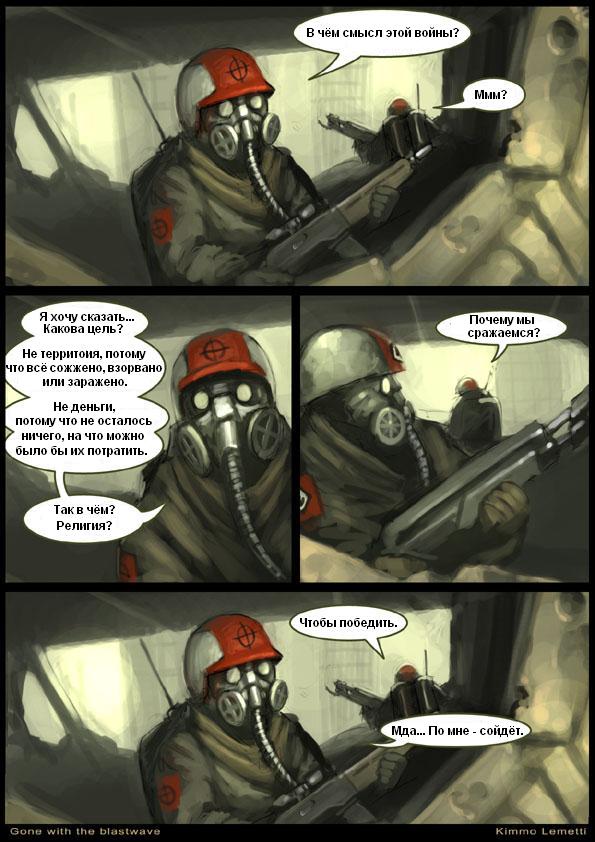 В чём смысл этой войны?
Ммм?
Я хочу сказать...
Какова цель?
Не территоия, потому
что всё сожжено, взорвано
или заражено.
Не деньги,
потому что не осталось
ничего, на что можно
было бы их потратить.
Так в чём?
Религия?
Почему мы
сражаемся?
Чтобы победить.
Мда... По мне - сойдёт.
Gone with the blastwave
Kimmo Lemetti